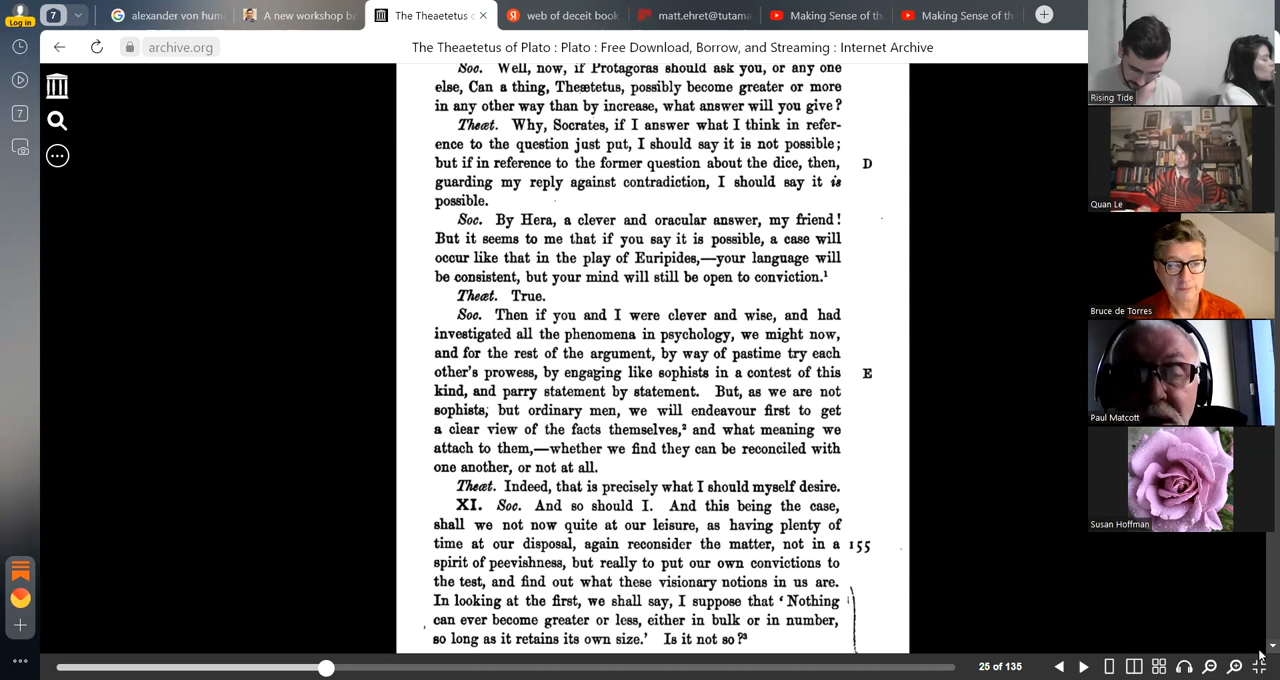 7
alexander von hum
A new workshop be
The Theaetetus o
web of deceit book
matt.ehret@tutama
Making Sense of th
Making Sense of th
Log in
archive.org
The Theaetetus of Plato : Plato : Free Download, Borrow, and Streaming : Internet Archive
7
Soc. Well, now, if Protagoras should ask you, or any one
else, Can a thing, Theætetus, possibly become greater or more
in any other way than by increase, what answer will you give?
Theæt. Why, Socrates, if I answer what I think in refer-
ence to the question just put, I should say it is not possible;
but if in reference to the former question about the dice, then, D
guarding my reply against contradiction, I should say it is
possible.
Soc. By Hera, a clever and oracular answer, my friend!
But it seems to me that if you say it is possible, a case will
occur like that in the play of Euripides,—your language will
be consistent, but your mind will still be open to conviction.¹
Theæt. True.
Soc. Then if you and I were clever and wise, and had
investigated all the phenomena in psychology, we might now,
and for the rest of the argument, by way of pastime try each
other's prowess, by engaging like sophists in a contest of this E
kind, and parry statement by statement. But, as we are not
sophists, but ordinary men, we will endeavour first to get
a clear view of the facts themselves,² and what meaning we
attach to them,—whether we find they can be reconciled with
one another, or not at all.
Theæt. Indeed, that is precisely what I should myself desire.
XI. Soc. And so should I. And this being the case,
shall we not now quite at our leisure, as having plenty of
time at our disposal, again reconsider the matter, not in a 155
spirit of peevishness, but really to put our own convictions to
the test, and find out what these visionary notions in us are.
In looking at the first, we shall say, I suppose that 'Nothing
can ever become greater or less, either in bulk or in number,
so long as it retains its own size.' Is it not so?³
25 of 135
Rising Tide
Quan Le
Bruce de Torres
Paul Matcott
Susan Hoffman